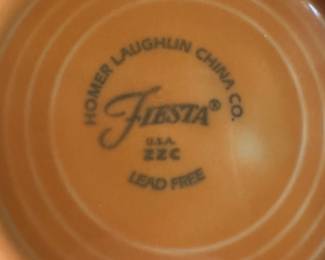 HOMER LAUGHLIN CHINA CO.
FIESTA®
U.S.A.
ZZC
LEAD FREE